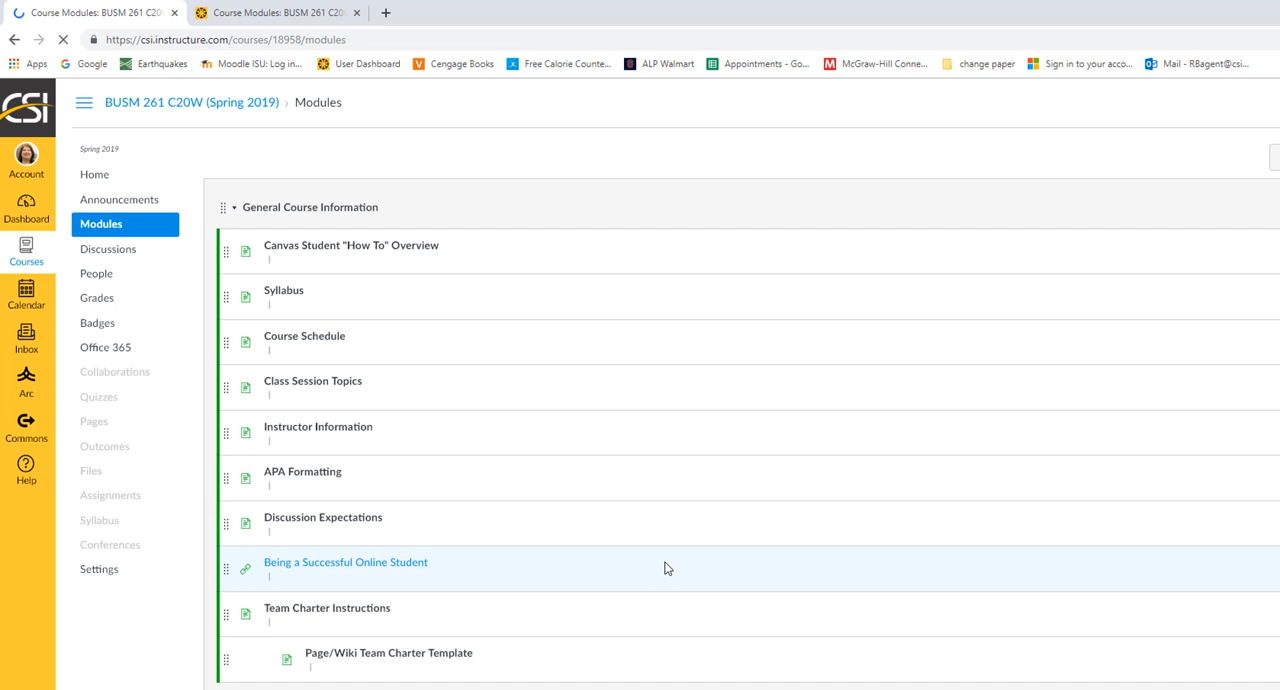 Course Modules: BUSM 261 C20
Course Modules: BUSM 261 C20
https://csi.instructure.com/courses/18958/modules
Apps Google Earthquakes Moodle ISU: Log in... User Dashboard Cengage Books Free Calorie Counte... ALP Walmart Appointments - Go... McGraw-Hill Conne... change paper Sign in to your acco... Mail - RBagent@csi...
CSI
BUSM 261 C20W (Spring 2019) › Modules
Account
Dashboard
Courses
Calendar
Inbox
Arc
Commons
Help
Spring 2019
Home
Announcements
Modules
Discussions
People
Grades
Badges
Office 365
Collaborations
Quizzes
Pages
Outcomes
Files
Assignments
Syllabus
Conferences
Settings
General Course Information
Canvas Student "How To" Overview
Syllabus
Course Schedule
Class Session Topics
Instructor Information
APA Formatting
Discussion Expectations
Being a Successful Online Student
Team Charter Instructions
Page/Wiki Team Charter Template